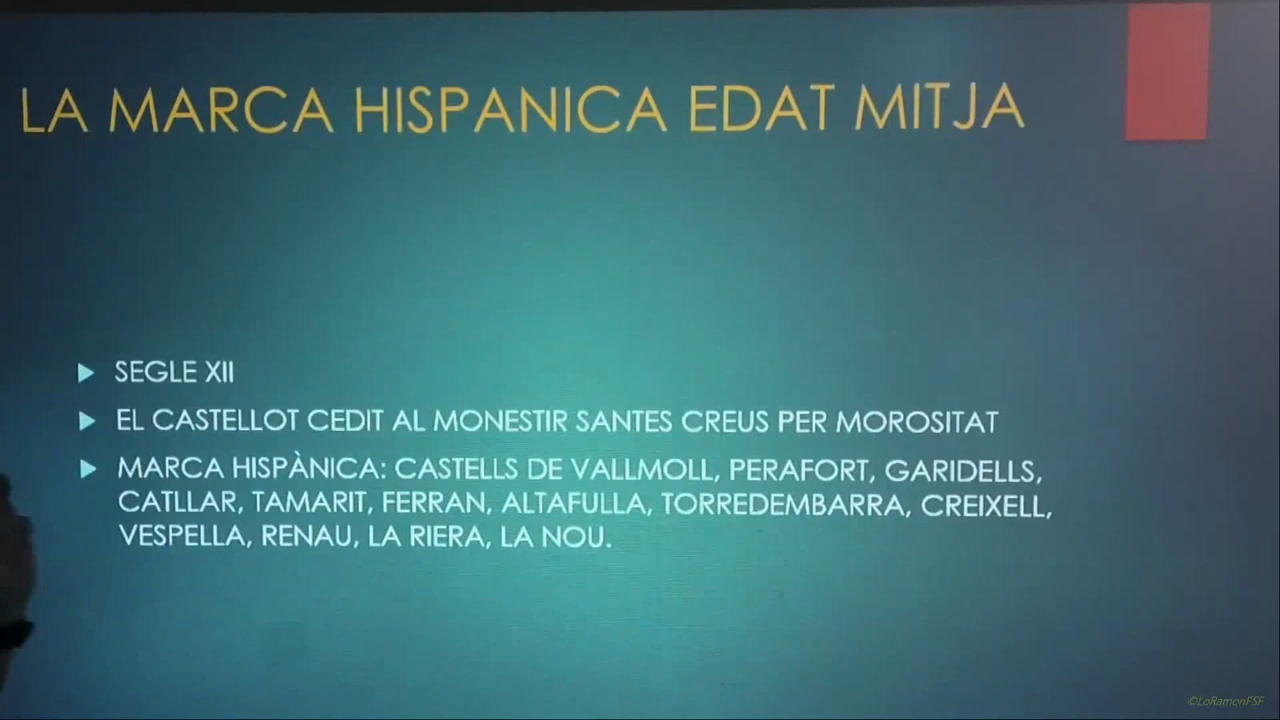 LA MARCA HISPANICA EDAT MITJA
SEGLE XII
EL CASTELLOT CEDIT AL MONESTIR SANTES CREUS PER MOROSITAT
MARCA HISPÀNICA: CASTELLS DE VALLMOLL, PERAFORT, GARIDELLS,
CATLLAR, TAMARIT, FERRAN, ALTAFULLA, TORREDEMBARRA, CREIXELL,
VESPELLA, RENAU, LA RIERA, LA NOU.
©LoRamonFSF